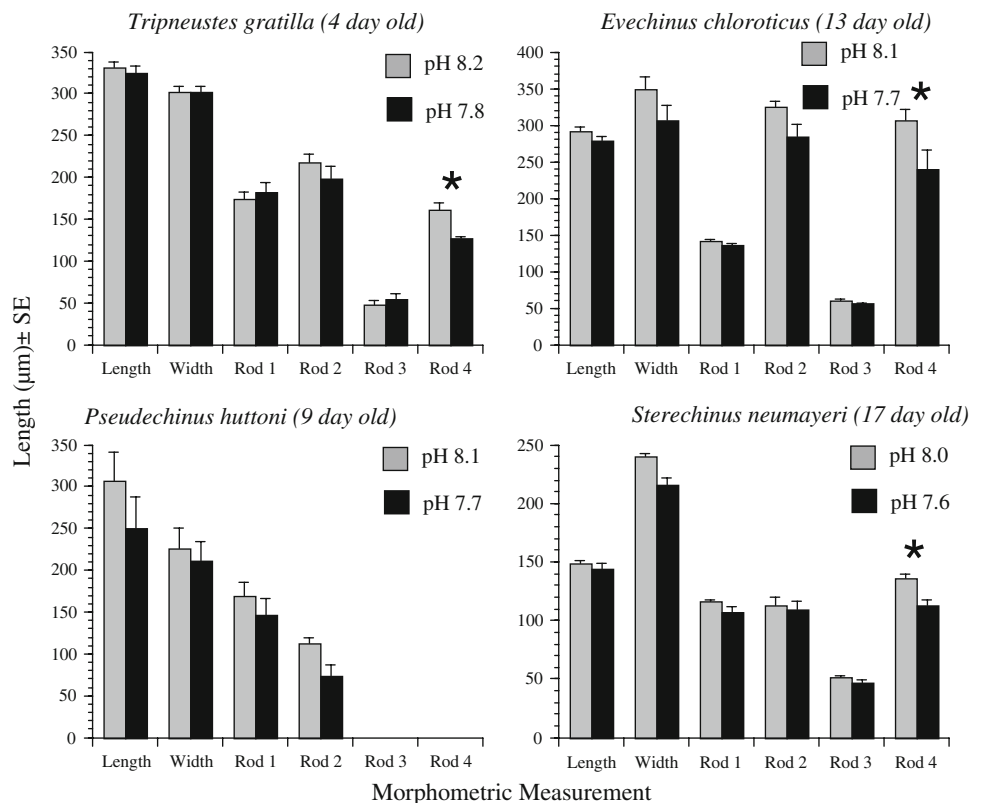 Tripneustes gratilla (4 day old)
pH 8.2
pH 7.8
350
300
250
200
150
100
50
0
*
Length Width Rod 1 Rod 2 Rod 3 Rod 4
Evechinus chloroticus (13 day old)
pH 8.1
pH 7.7
400
350
300
250
200
150
100
50
0
*
Length Width Rod 1 Rod 2 Rod 3 Rod 4
Length (µm)± SE
Pseudechinus huttoni (9 day old)
pH 8.1
pH 7.7
350
300
250
200
150
100
50
0
Length Width Rod 1 Rod 2 Rod 3 Rod 4
Sterechinus neumayeri (17 day old)
pH 8.0
pH 7.6
250
200
150
100
50
0
*
Length Width Rod 1 Rod 2 Rod 3 Rod 4
Morphometric Measurement